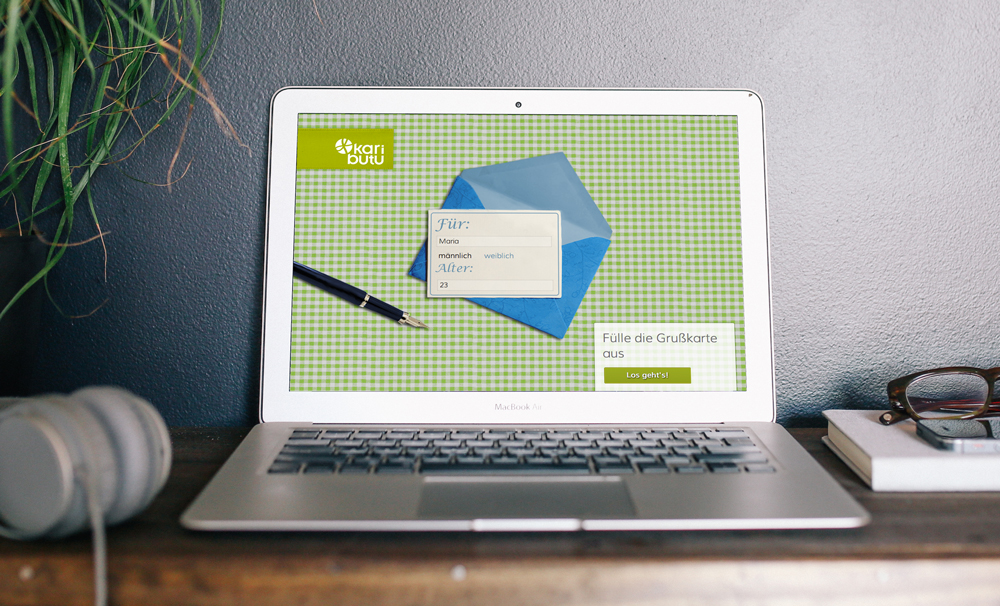 kari
butu
Für:
Maria
männlich weiblich
Alter:
23
Fülle die Grußkarte
aus
Los geht's!
MacBook Air